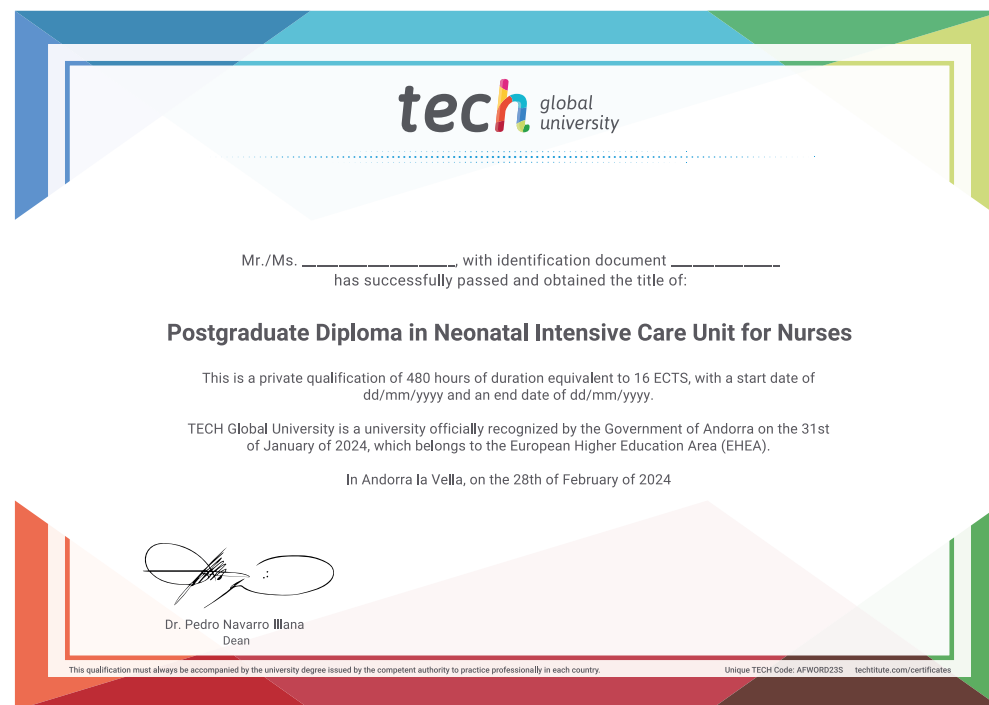 tech global university
Mr./Ms. ____________________, with identification document ______________
has successfully passed and obtained the title of:
Postgraduate Diploma in Neonatal Intensive Care Unit for Nurses
This is a private qualification of 480 hours of duration equivalent to 16 ECTS, with a start date of
dd/mm/yyyy and an end date of dd/mm/yyyy.
TECH Global University is a university officially recognized by the Government of Andorra on the 31st
of January of 2024, which belongs to the European Higher Education Area (EHEA).
In Andorra la Vella, on the 28th of February of 2024
Dr. Pedro Navarro Illana
Dean
This qualification must always be accompanied by the university degree issued by the competent authority to practice professionally in each country.
Unique TECH Code: AFWORD23S techtitute.com/certificates